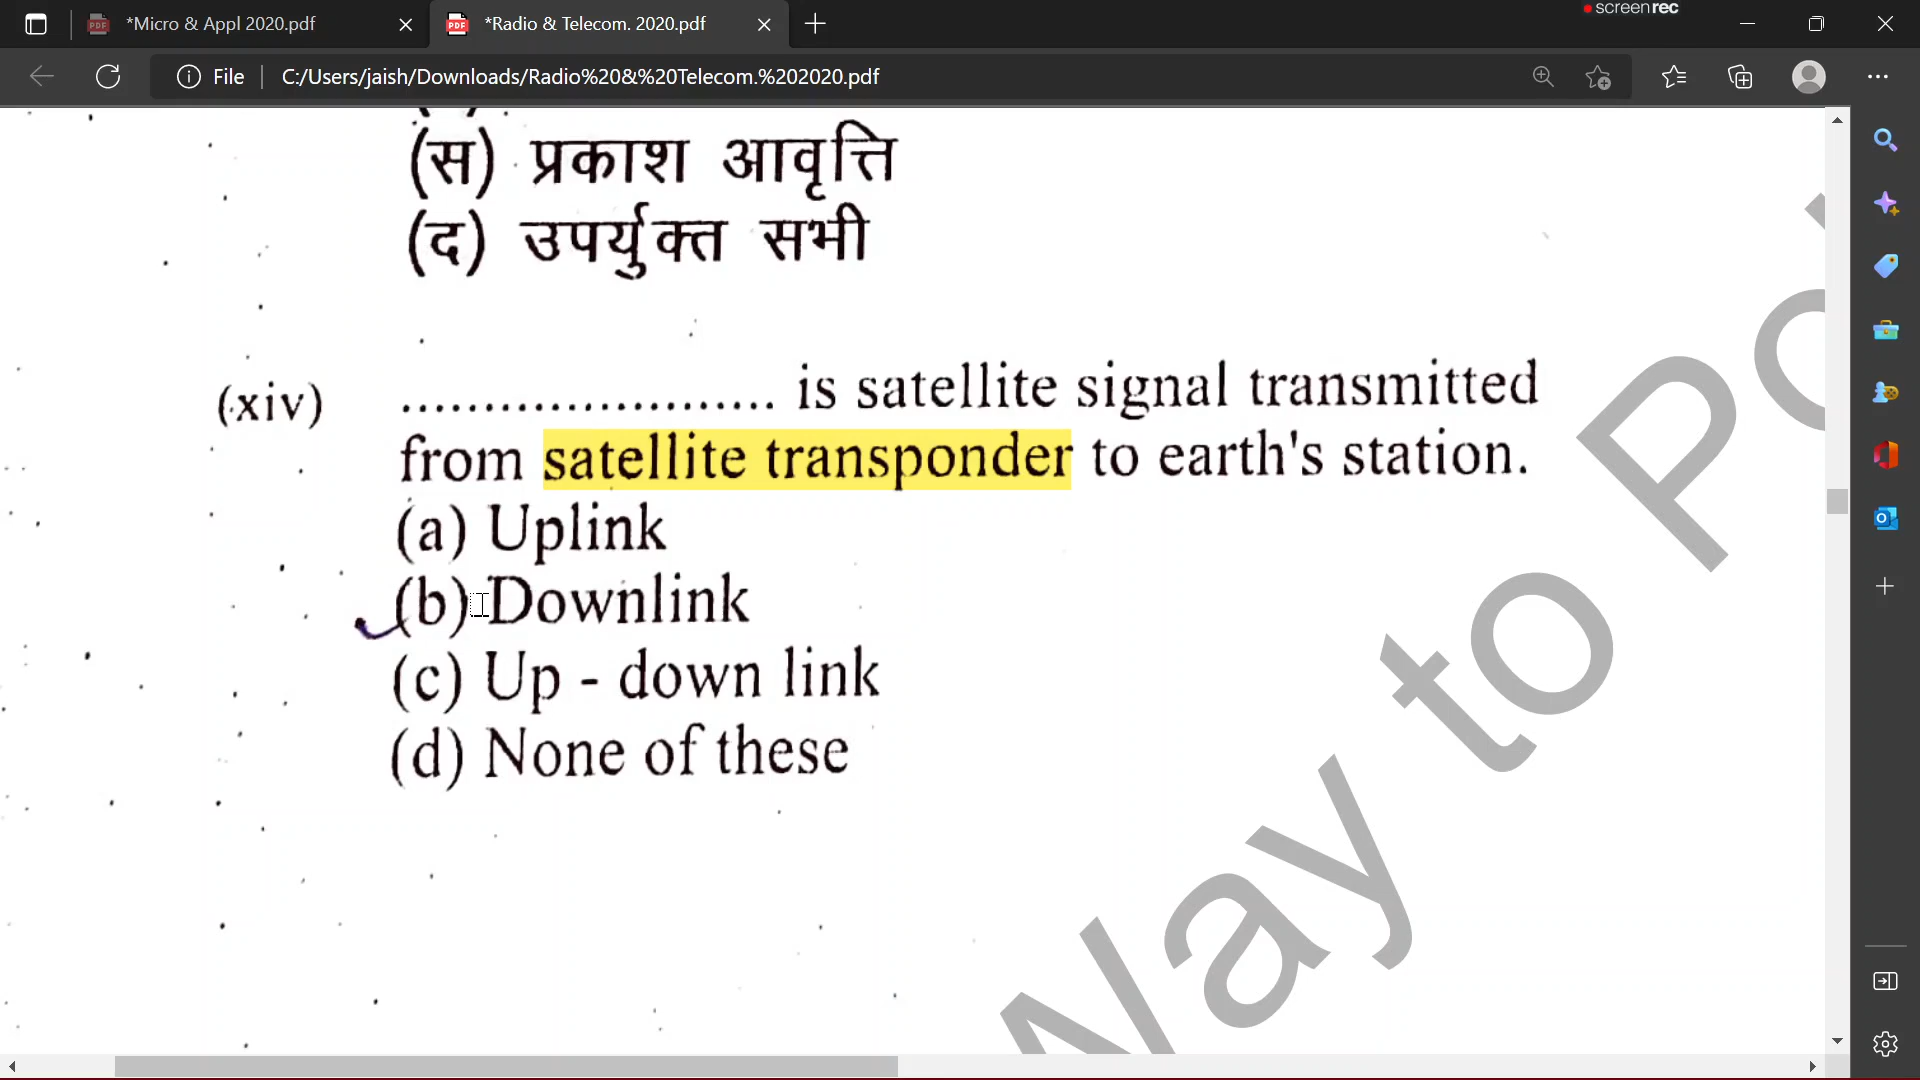 *Micro & Appl 2020.pdf
*Radio & Telecom. 2020.pdf
screenrec
File
C:/Users/jaish/Downloads/Radio%20&%20Telecom.%202020.pdf
(स) प्रकाश आवृत्ति
(द) उपर्युक्त सभी
(xiv) ........................ is satellite signal transmitted
from satellite transponder to earth's station.
(a) Uplink
(b) Downlink
(c) Up - down link
(d) None of these
Way to Po